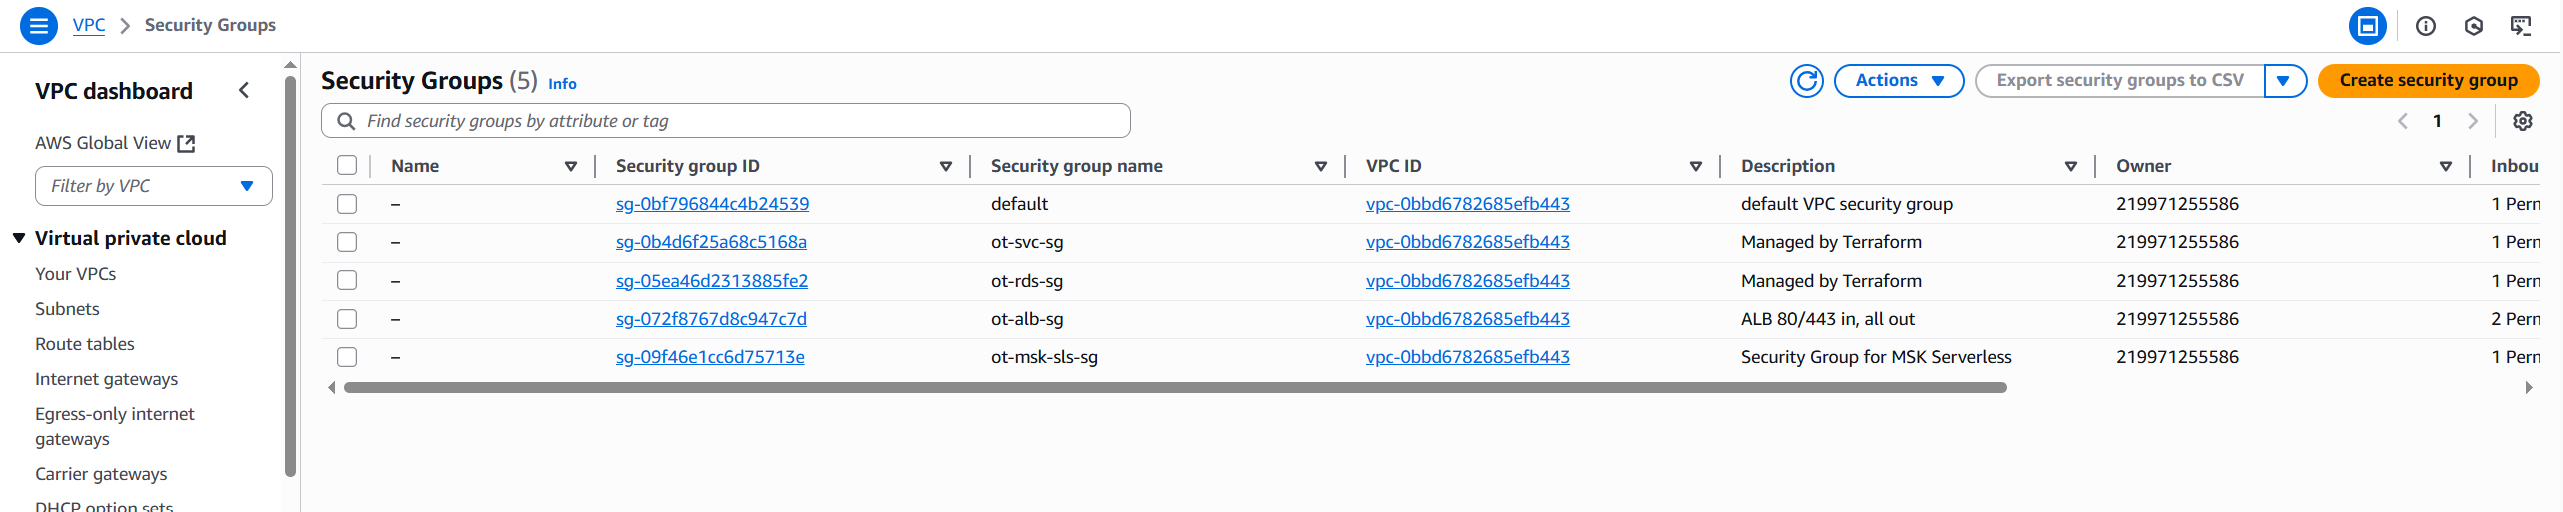 VPC > Security Groups
VPC dashboard
AWS Global View
Filter by VPC
Virtual private cloud
Your VPCs
Subnets
Route tables
Internet gateways
Egress-only internet
gateways
Carrier gateways
DHCP option sets
Security Groups (5) Info
Actions
Export security groups to CSV
Create security group
Find security groups by attribute or tag
1
Name Security group ID Security group name VPC ID Description Owner Inbou
– sg-0bf796844c4b24539 default vpc-0bbd6782685efb443 default VPC security group 219971255586 1 Perm
– sg-0b4d6f25a68c5168a ot-svc-sg vpc-0bbd6782685efb443 Managed by Terraform 219971255586 1 Perm
– sg-05ea46d2313885fe2 ot-rds-sg vpc-0bbd6782685efb443 Managed by Terraform 219971255586 1 Perm
– sg-072f8767d8c947c7d ot-alb-sg vpc-0bbd6782685efb443 ALB 80/443 in, all out 219971255586 2 Perm
– sg-09f46e1cc6d75713e ot-msk-sls-sg vpc-0bbd6782685efb443 Security Group for MSK Serverless 219971255586 1 Perm